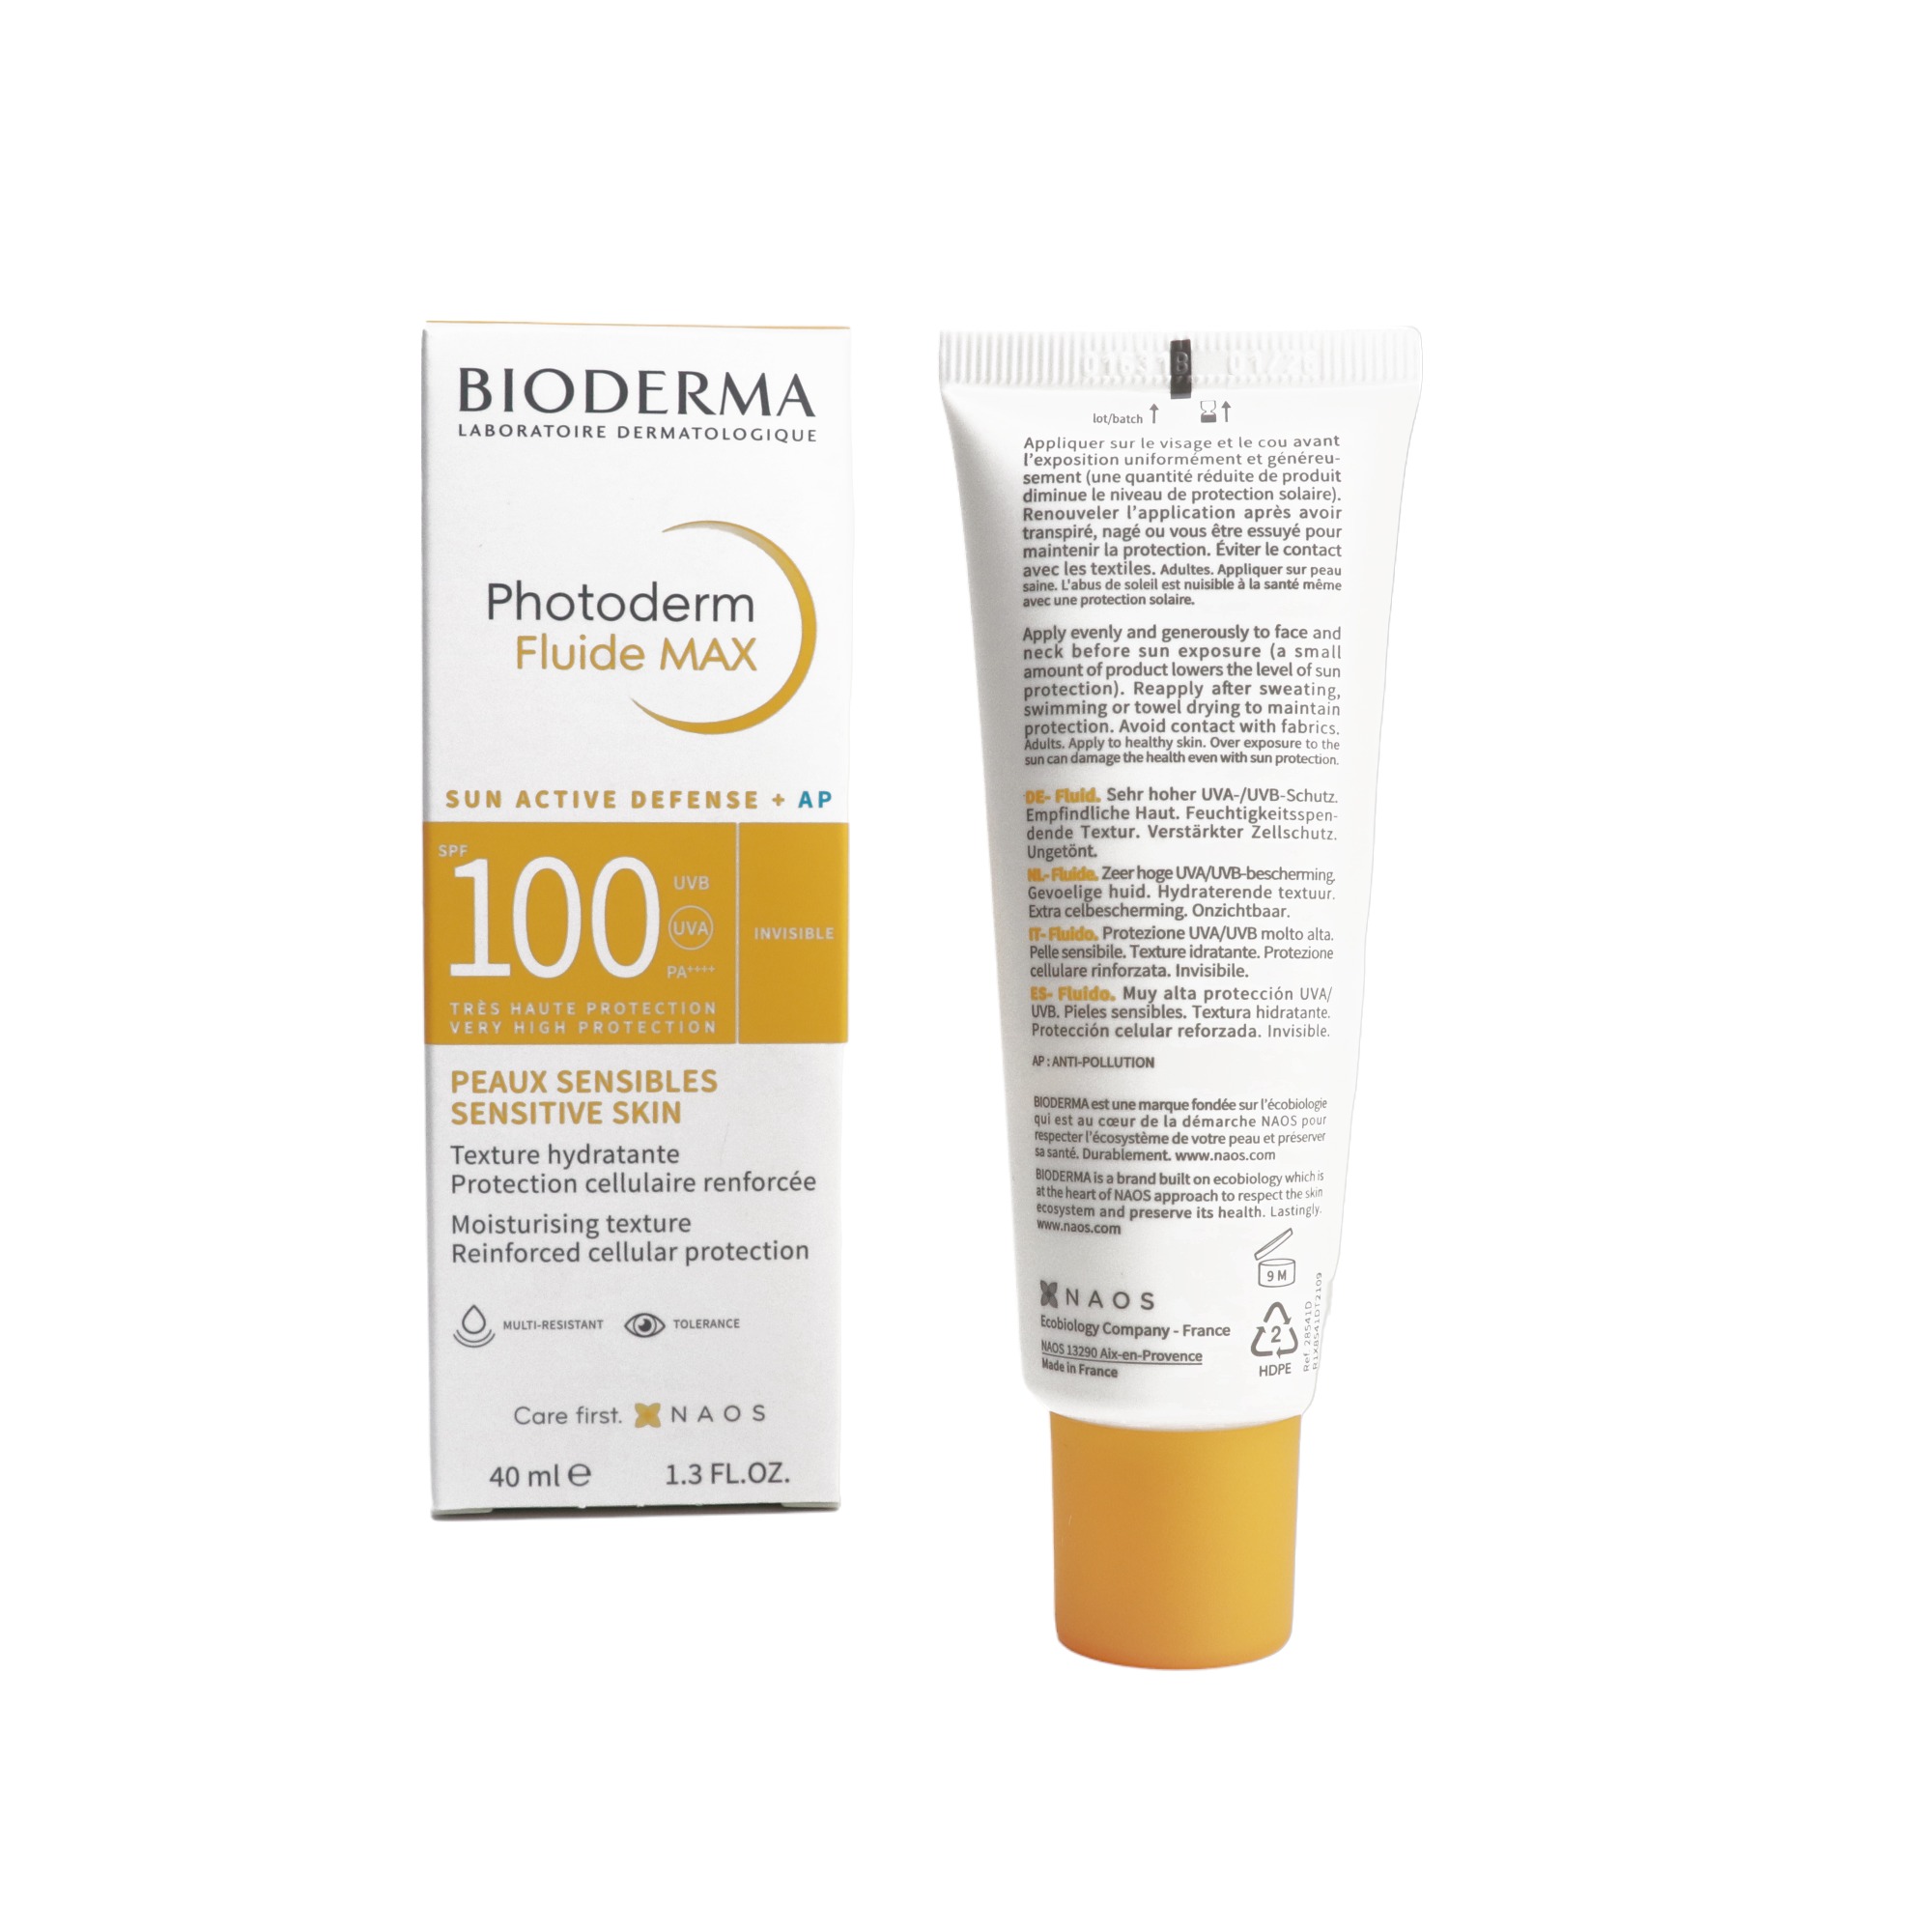 BIODERMA
LABORATOIRE DERMATOLOGIQUE
Photoderm
Fluide MAX
SUN ACTIVE DEFENSE + AP
SPF
100
UVB
UVA
PA++++
INVISIBLE
TRÈS HAUTE PROTECTION
VERY HIGH PROTECTION
PEAUX SENSIBLES
SENSITIVE SKIN
Texture hydratante
Protection cellulaire renforcée
Moisturising texture
Reinforced cellular protection
MULTI-RESISTANT
TOLERANCE
Care first. NAOS
40 ml e 1.3 FL.OZ.
lot/batch
Appliquer sur le visage et le cou avant
l'exposition uniformément et généreu-
sement (une quantité réduite de produit
diminue le niveau de protection solaire).
Renouveler l'application après avoir
transpiré, nagé ou vous être essuyé pour
maintenir la protection. Éviter le contact
avec les textiles. Adultes. Appliquer sur peau
saine. L'abus de soleil est nuisible à la santé même
avec une protection solaire.
Apply evenly and generously to face and
neck before sun exposure (a small
amount of product lowers the level of sun
protection). Reapply after sweating,
swimming or towel drying to maintain
protection. Avoid contact with fabrics.
Adults. Apply to healthy skin. Over exposure to the
sun can damage the health even with sun protection.
DE- Fluid. Sehr hoher UVA-/UVB-Schutz.
Empfindliche Haut. Feuchtigkeitsspen-
dende Textur. Verstärkter Zellschutz.
Ungetönt.
NL- Fluide. Zeer hoge UVA/UVB-bescherming.
Gevoelige huid. Hydraterende textuur.
Extra celbescherming. Onzichtbaar.
IT- Fluido. Protezione UVA/UVB molto alta.
Pelle sensibile. Texture idratante. Protezione
cellulare rinforzata. Invisibile.
ES- Fluido. Muy alta protección UVA/
UVB. Pieles sensibles. Textura hidratante.
Protección celular reforzada. Invisible.
AP : ANTI-POLLUTION
BIODERMA est une marque fondée sur l'écobiologie
qui est au cœur de la démarche NAOS pour
respecter l'écosystème de votre peau et préserver
sa santé. Durablement. www.naos.com
BIODERMA is a brand built on ecobiology which is
at the heart of NAOS approach to respect the skin
ecosystem and preserve its health. Lastingly.
www.naos.com
9 M
NAOS
Ecobiology Company - France
NAOS 13290 Aix-en-Provence
Made in France
2
HDPE
Ref. 28541D